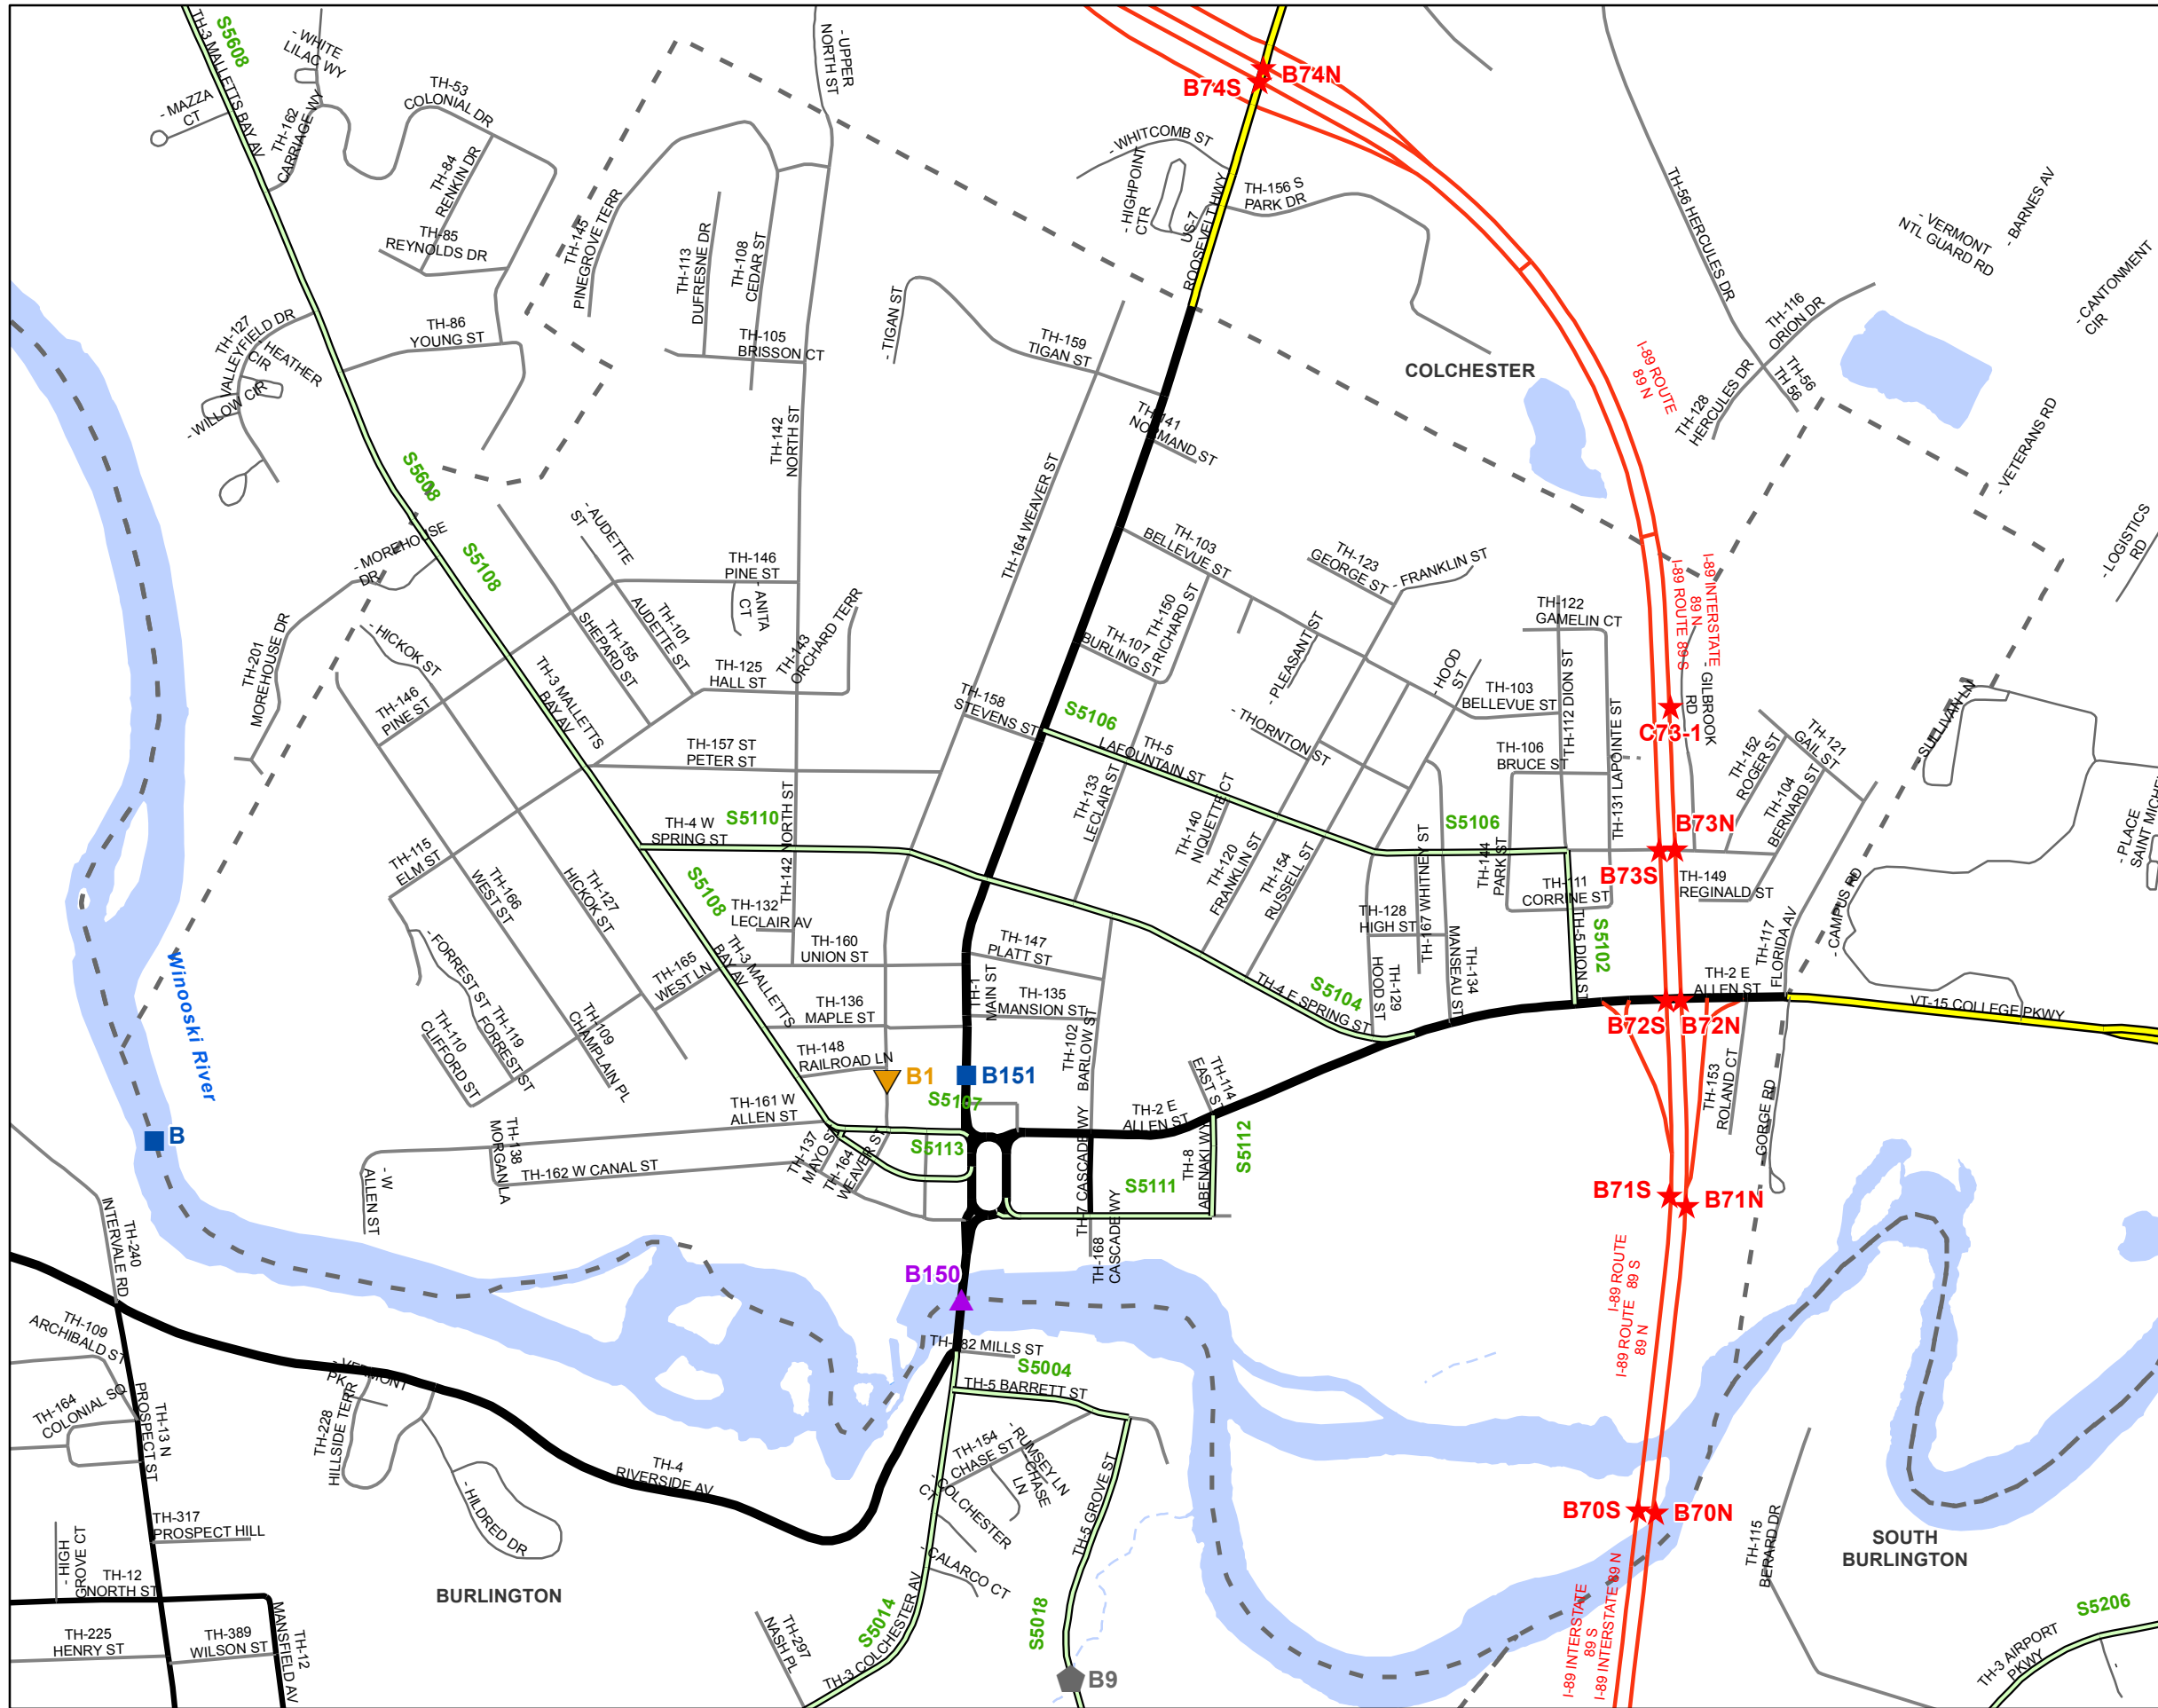 S5608
TH-3 MALLETTS BAY AV
- WHITE
LILAC WY
- MAZZA
CT
TH-162
CARRIAGE WY
TH-53
COLONIAL DR
TH-84
RENKIN DR
TH-85
REYNOLDS DR
TH-86
YOUNG ST
TH-127
VALLEYFIELD DR
HEATHER
CIR
- WILLOW CIR
- UPPER
NORTH ST
TH-145
PINEGROVE TERR
TH-113
DUFRESNE DR
TH-108
CEDAR ST
TH-105
BRISSON CT
- TIGAN ST
TH-159
TIGAN ST
TH-142
NORTH ST
B74N
B74S
- WHITCOMB ST
- HIGHPOINT
CTR
US-7
ROOSEVELT HWY
TH-156 S
PARK DR
COLCHESTER
TH-141
NORMAND ST
TH-56 HERCULES DR
- VERMONT
NTL GUARD RD
- BARNES AV
- CANTONMENT
CIR
TH-116
ORION DR
TH-56
TH 56
TH-128
HERCULES DR
I-89 ROUTE
89 N
- VETERANS RD
- LOGISTICS
RD
S5608
S5108
- MOREHOUSE
DR
TH-201
MOREHOUSE DR
- HICKOK ST
TH-146
PINE ST
- AUDETTE
ST
TH-146
PINE ST
- ANITA
CT
TH-101
AUDETTE ST
TH-155
SHEPARD ST
TH-125
HALL ST
TH-143
ORCHARD TERR
TH-3 MALLETTS
BAY AV
TH-157 ST
PETER ST
TH-164 WEAVER ST
TH-103
BELLEVUE ST
TH-150
RICHARD ST
TH-107
BURLING ST
TH-158
STEVENS ST
TH-123
GEORGE ST
- FRANKLIN ST
- PLEASANT ST
- THORNTON ST
- HOOD
ST
TH-122
GAMELIN CT
TH-103
BELLEVUE ST
TH-112 DION ST
TH-131 LAPOINTE ST
TH-106
BRUCE ST
I-89 INTERSTATE
89 N
I-89 ROUTE 89 S
- GILBROOK
RD
C73-1
TH-121
GAIL ST
TH-152
ROGER ST
TH-104
BERNARD ST
- SULLIVAN LN
- PLACE
S5106
TH-5
LAFOUNTAIN ST
TH-133
LECLAIR ST
TH-140
NIQUETTE CT
TH-120
FRANKLIN ST
TH-154
RUSSELL ST
S5106
TH-167 WHITNEY ST
TH-144
PARK ST
TH-111
CORRINE ST
B73N
B73S
TH-149
REGINALD ST
- CAMPUS RD
TH-117
FLORIDA AV
S5110
TH-4 W
SPRING ST
TH-142 NORTH ST
TH-115
ELM ST
TH-166
WEST ST
TH-127
HICKOK ST
S5108
TH-132
LECLAIR AV
TH-160
UNION ST
TH-165
WEST LN
TH-3 MALLETTS
BAY AV
- FORREST ST
TH-119
FORREST ST
TH-110
CLIFFORD ST
TH-109
CHAMPLAIN PL
TH-136
MAPLE ST
TH-148
RAILROAD LN
TH-1
MAIN ST
TH-147
PLATT ST
TH-135
MANSION ST
TH-102
BARLOW ST
TH-128
HIGH ST
TH-129
HOOD ST
TH-134
MANSEAU ST
S5104
TH-4 E SPRING ST
TH-5 DION ST
S5102
B72S
B72N
TH-2 E
ALLEN ST
VT-15 COLLEGE PKWY
TH-153
ROLAND CT
GORGE RD
Winooski River
B
B1
B151
S5107
S5113
TH-161 W
ALLEN ST
TH-138
MORGAN LA
- W
ALLEN ST
TH-162 W CANAL ST
TH-137
MAYO ST
TH-164
WEAVER ST
TH-2 E
ALLEN ST
TH-114
EAST ST
TH-7 CASCADE WY
TH-8
ABENAKI WY
S5112
S5111
TH-168
CASCADE WY
B71S
B71N
I-89 ROUTE
89 S
I-89 ROUTE
89 N
B150
TH-240
INTERVALE RD
TH-109
ARCHIBALD ST
TH-164
COLONIAL SQ
TH-13 N
PROSPECT ST
- VERMONT
PK
TH-228
HILLSIDE TERR
- HILDRED DR
TH-4
RIVERSIDE AV
TH-317
PROSPECT HILL
- HIGH
GROVE CT
TH-12
NORTH ST
TH-225
HENRY ST
TH-389
WILSON ST
TH-12
MANSFIELD AV
BURLINGTON
MILLS ST
S5004
TH-5 BARRETT ST
TH-154
CHASE ST
- RUMSEY LN
- CHASE
LN
- COLCHESTER
CT
- CALARCO CT
TH-5 GROVE ST
S5018
S5014
TH-3 COLCHESTER AV
TH-297
NASH PL
B9
B70S
B70N
I-89 INTERSTATE
89 S
I-89 INTERSTATE 89 N
TH-115
BERARD DR
SOUTH
BURLINGTON
S5206
TH-3 AIRPORT
PKWY